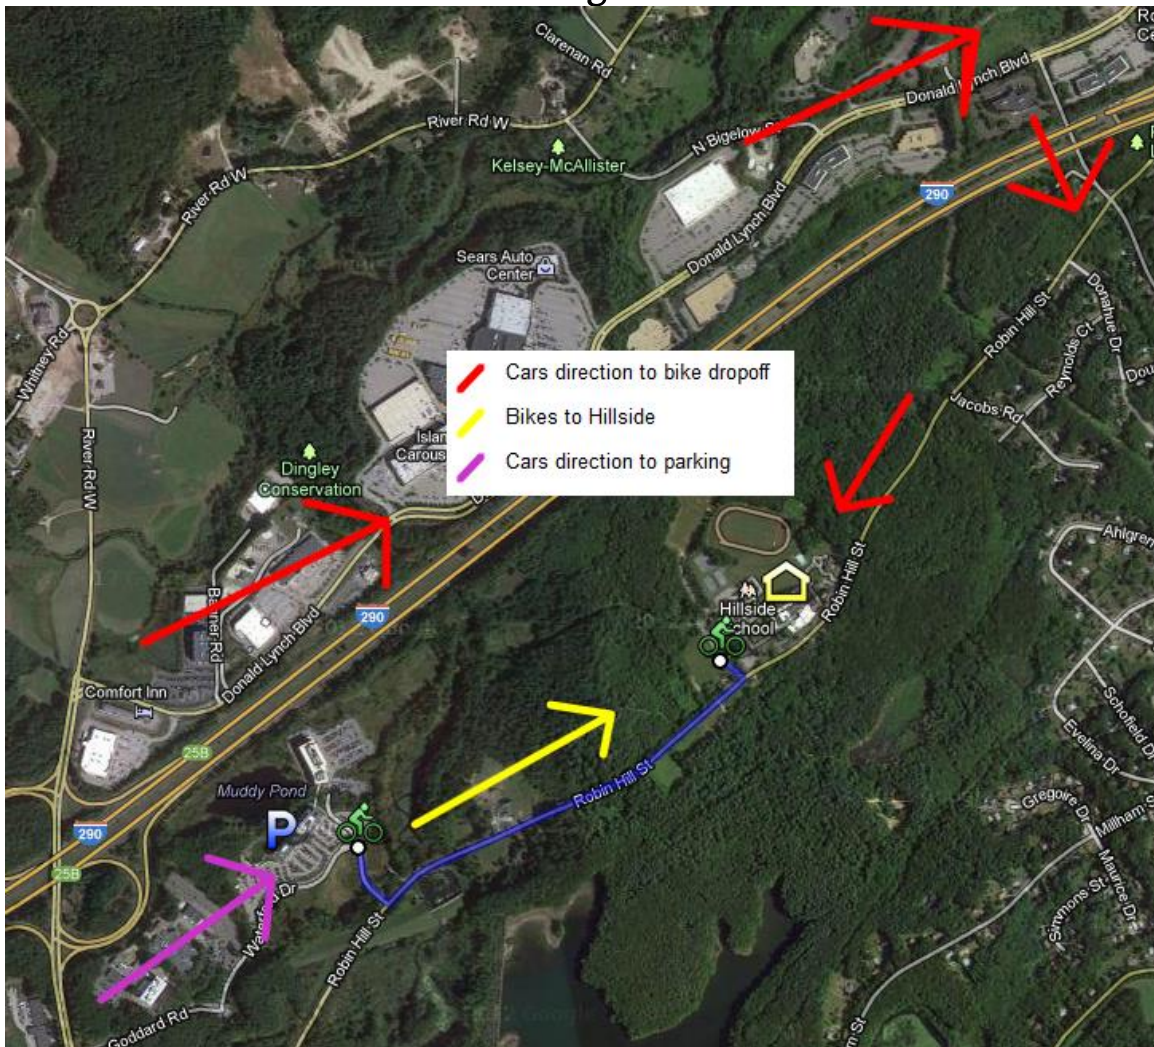 Clarenan Rd
Donald Lynch Blvd
River Rd W
N Bigelow St
Kelsey-McAllister
290
River Rd W
Donald Lynch Blvd
Sears Auto
Center
Donahue Dr
Robin Hill St
Reynolds Ct
Whitney Rd
Cars direction to bike dropoff
Bikes to Hillside
Cars direction to parking
Jacobs Rd
River Rd W
Dingley
Conservation
Robin Hill St
Hillside
School
290
Banner Rd
Donald Lynch Blvd
Comfort Inn
25B
Schofield Dr
Evelina Dr
Muddy Pond
Robin Hill St
Gregoire Dr
Millham St
P
290
25B
Maurice Dr
Simmons St
Waterford Dr
Robin Hill St
Goddard Rd